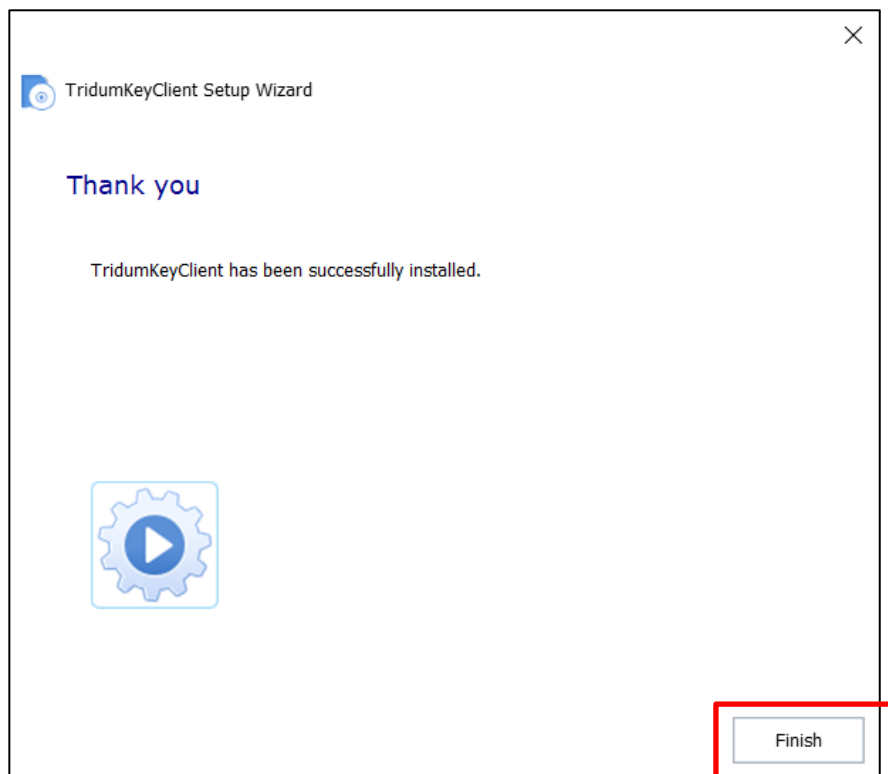 TridumKeyClient Setup Wizard
Thank you
TridumKeyClient has been successfully installed.
Finish